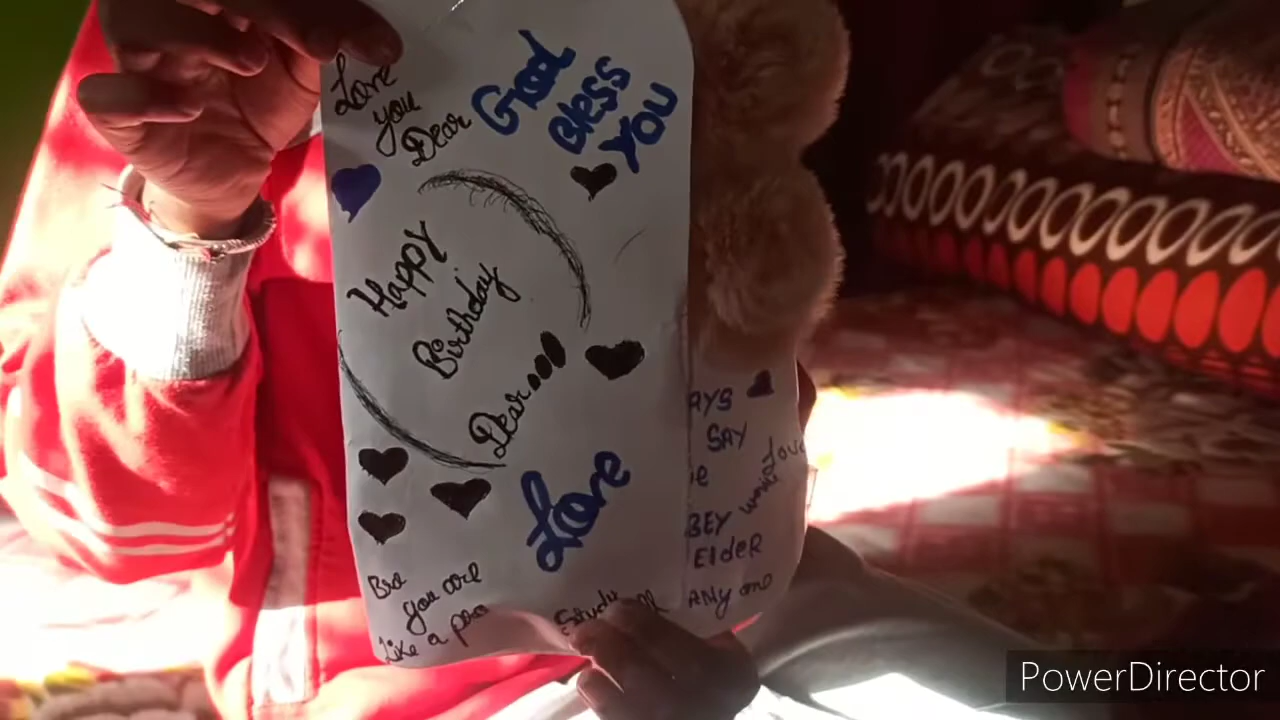 Love
you
Dear
God
Bless
You
Happy
Birthday
Dear...
Love
Bro
you are
Like a
Study
AYS
SAY
BEY
Elder
ANY one
PowerDirector